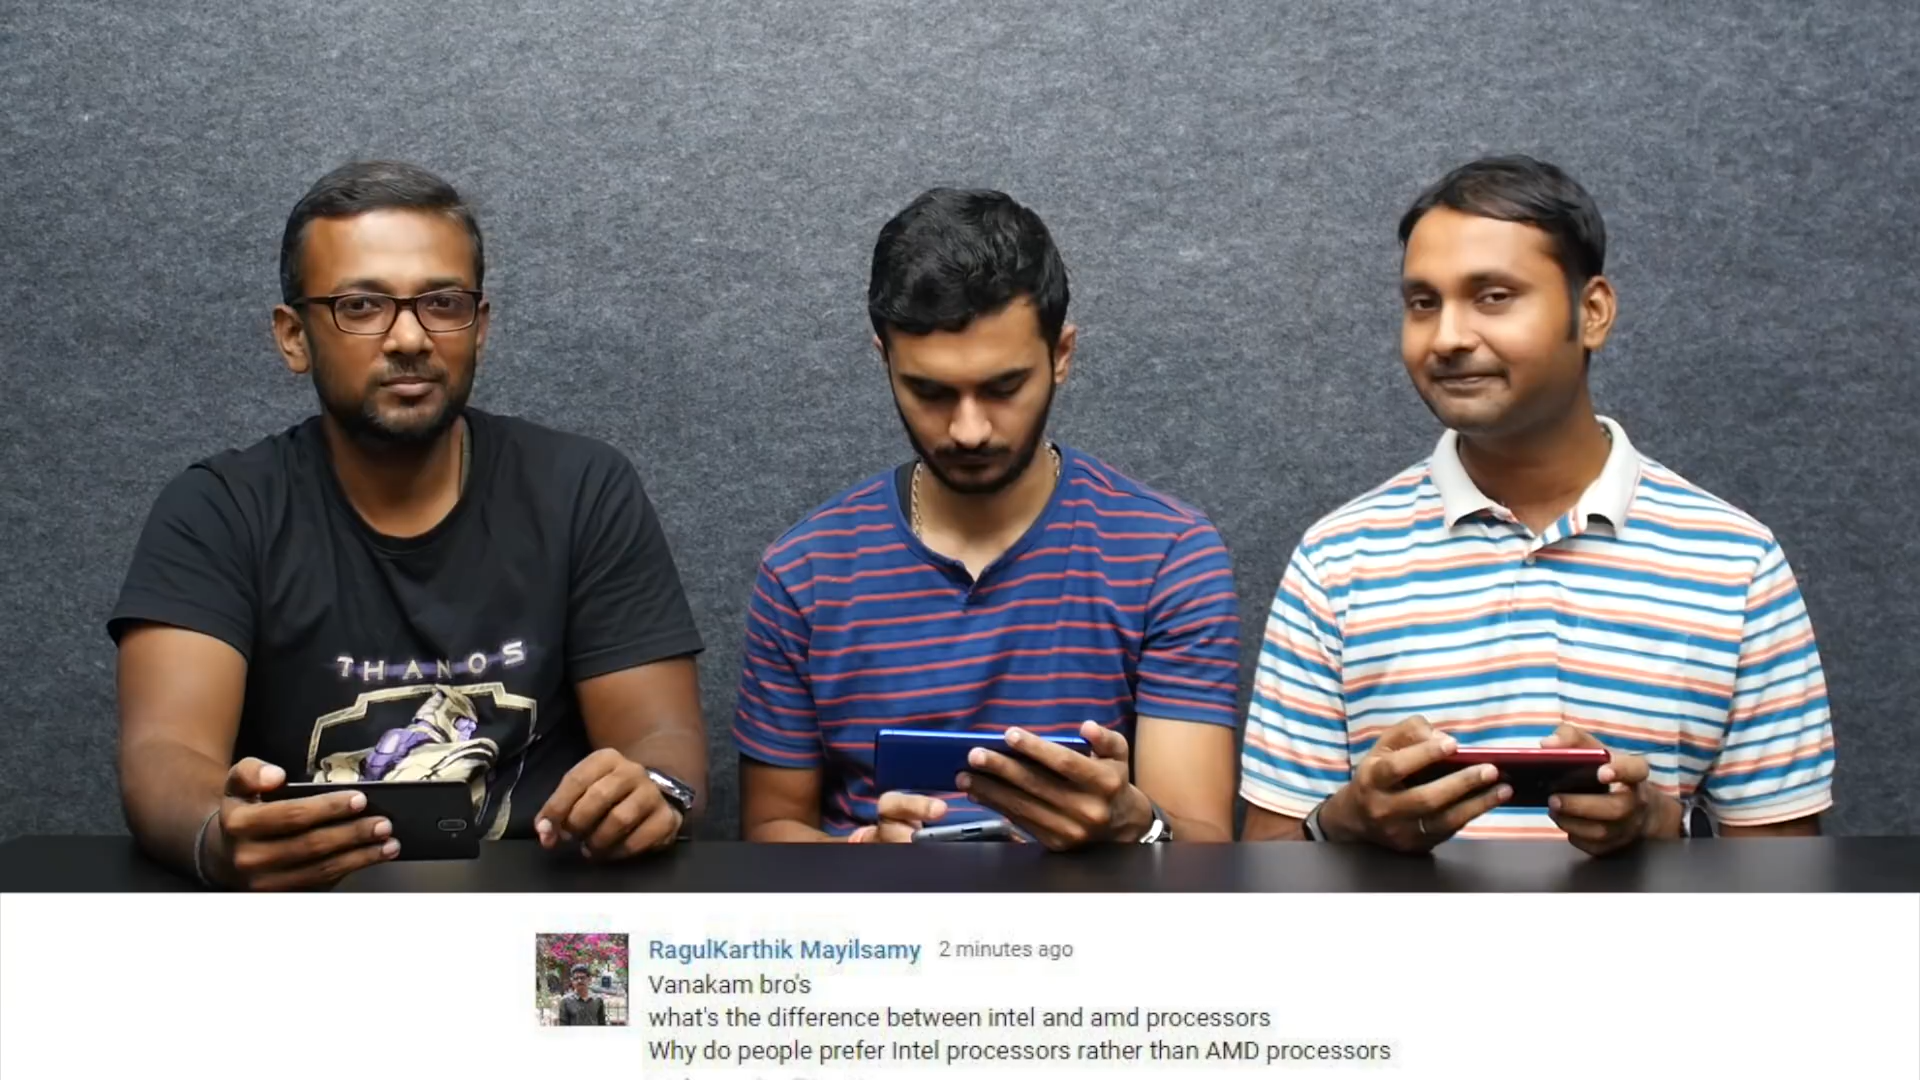 THANOS
RagulKarthik Mayilsamy 2 minutes ago
Vanakam bro's
what's the difference between intel and amd processors
Why do people prefer Intel processors rather than AMD processors